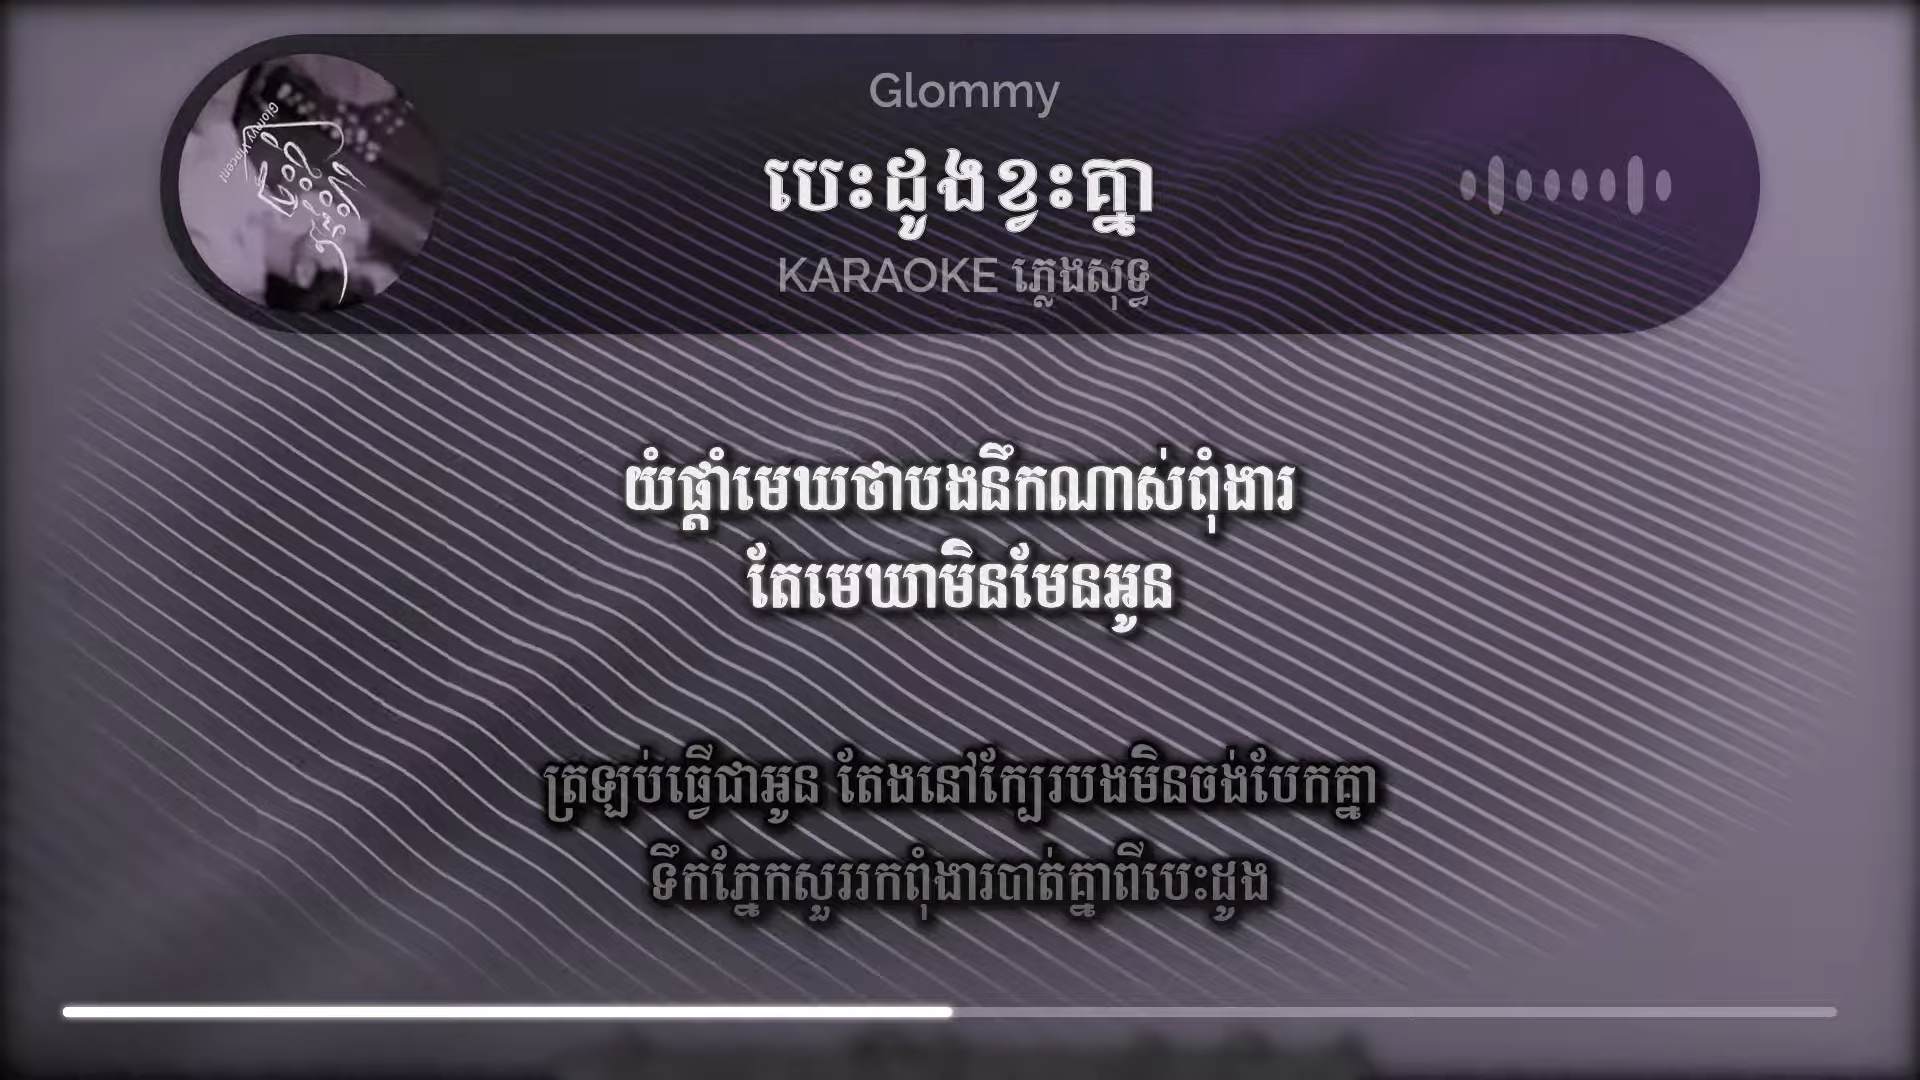 Glommy
បេះដូងខ្វះគ្នា
KARAOKE ភ្លេងសុទ្ធ
យំផ្ដាំមេឃថាបងនឹកណាស់ពុំងារ
តែមេឃាមិនមែនអូន
ត្រឡប់ធ្វើជាអូន តែងនៅក្បែរបងមិនចង់បែកគ្នា
ទឹកភ្នែកសួររកពុំងារបាត់គ្នាពីបេះដូង